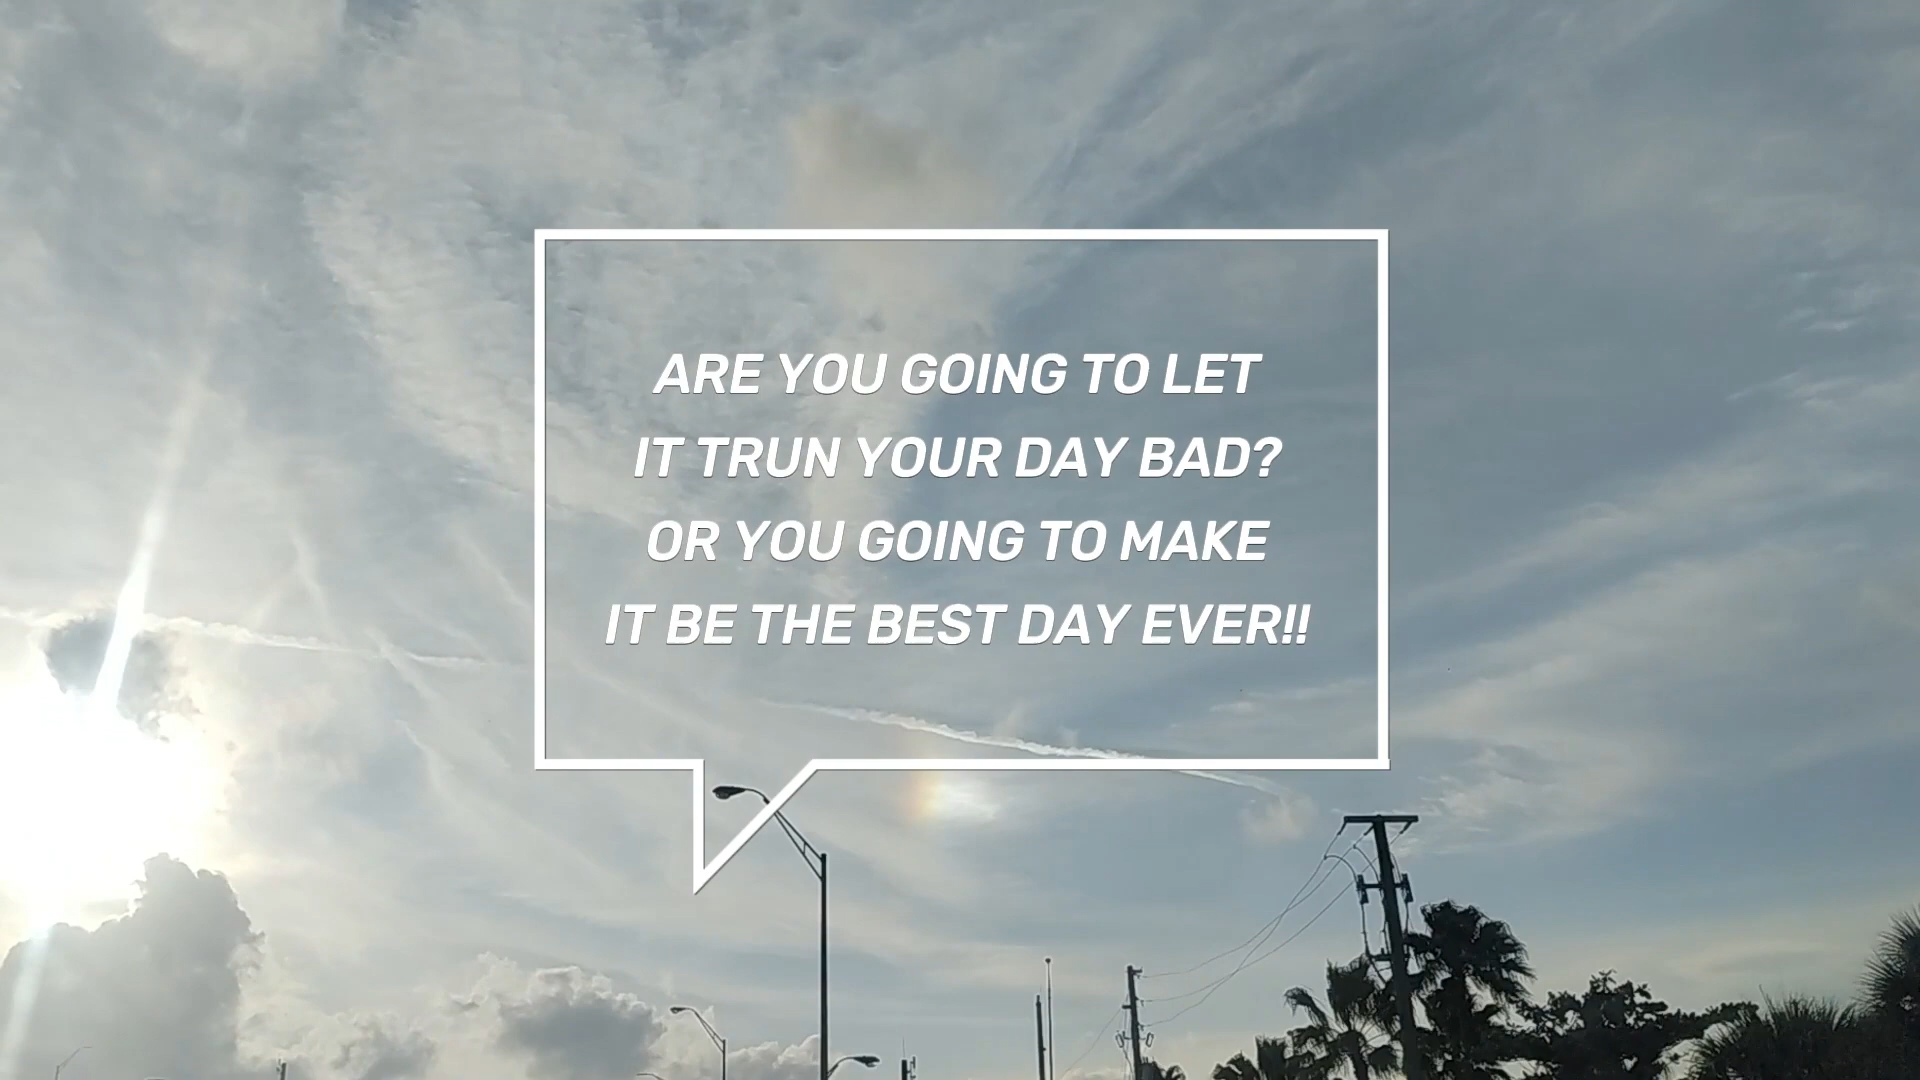 ARE YOU GOING TO LET
IT TRUN YOUR DAY BAD?
OR YOU GOING TO MAKE
IT BE THE BEST DAY EVER!!